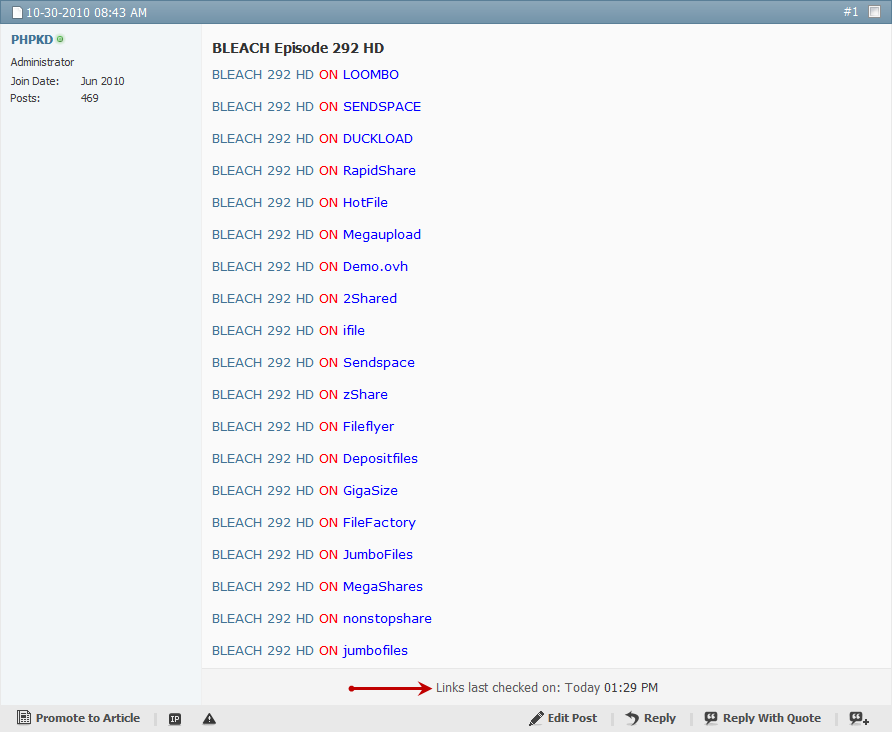 10-30-2010 08:43 AM #1
PHPKD
Administrator
Join Date: Jun 2010
Posts: 469
BLEACH Episode 292 HD
BLEACH 292 HD ON LOOMBO
BLEACH 292 HD ON SENDSPACE
BLEACH 292 HD ON DUCKLOAD
BLEACH 292 HD ON RapidShare
BLEACH 292 HD ON HotFile
BLEACH 292 HD ON Megaupload
BLEACH 292 HD ON Demo.ovh
BLEACH 292 HD ON 2Shared
BLEACH 292 HD ON ifile
BLEACH 292 HD ON Sendspace
BLEACH 292 HD ON zShare
BLEACH 292 HD ON Fileflyer
BLEACH 292 HD ON Depositfiles
BLEACH 292 HD ON GigaSize
BLEACH 292 HD ON FileFactory
BLEACH 292 HD ON JumboFiles
BLEACH 292 HD ON MegaShares
BLEACH 292 HD ON nonstopshare
BLEACH 292 HD ON jumbofiles
Links last checked on: Today 01:29 PM
Promote to Article IP Edit Post Reply Reply With Quote